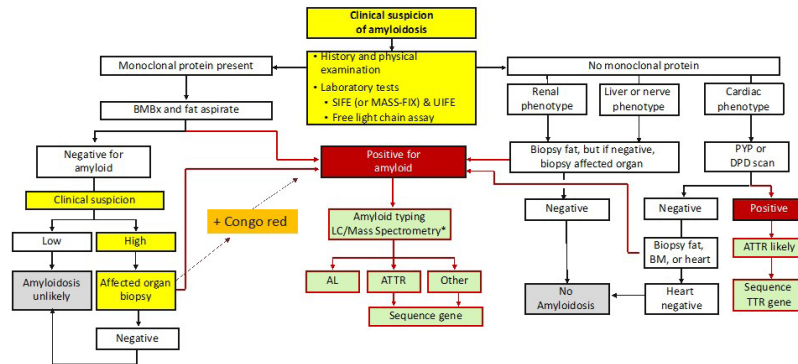 Clinical suspicion
of amyloidosis
Monoclonal protein present
• History and physical
examination
• Laboratory tests
• SIFE (or MASS-FIX) & UIFE
• Free light chain assay
No monoclonal protein
Renal
phenotype
Liver or nerve
phenotype
Cardiac
phenotype
BMBx and fat aspirate
Negative for
amyloid
Positive for
amyloid
Biopsy fat, but if negative,
biopsy affected organ
PYP or
DPD scan
Clinical suspicion
+ Congo red
Amyloid typing
LC/Mass Spectrometry*
Negative
Negative
Positive
Low
High
Biopsy fat,
BM, or heart
ATTR likely
Amyloidosis
unlikely
Affected organ
biopsy
AL
ATTR
Other
No
Amyloidosis
Heart
negative
Sequence
TTR gene
Sequence gene
Negative